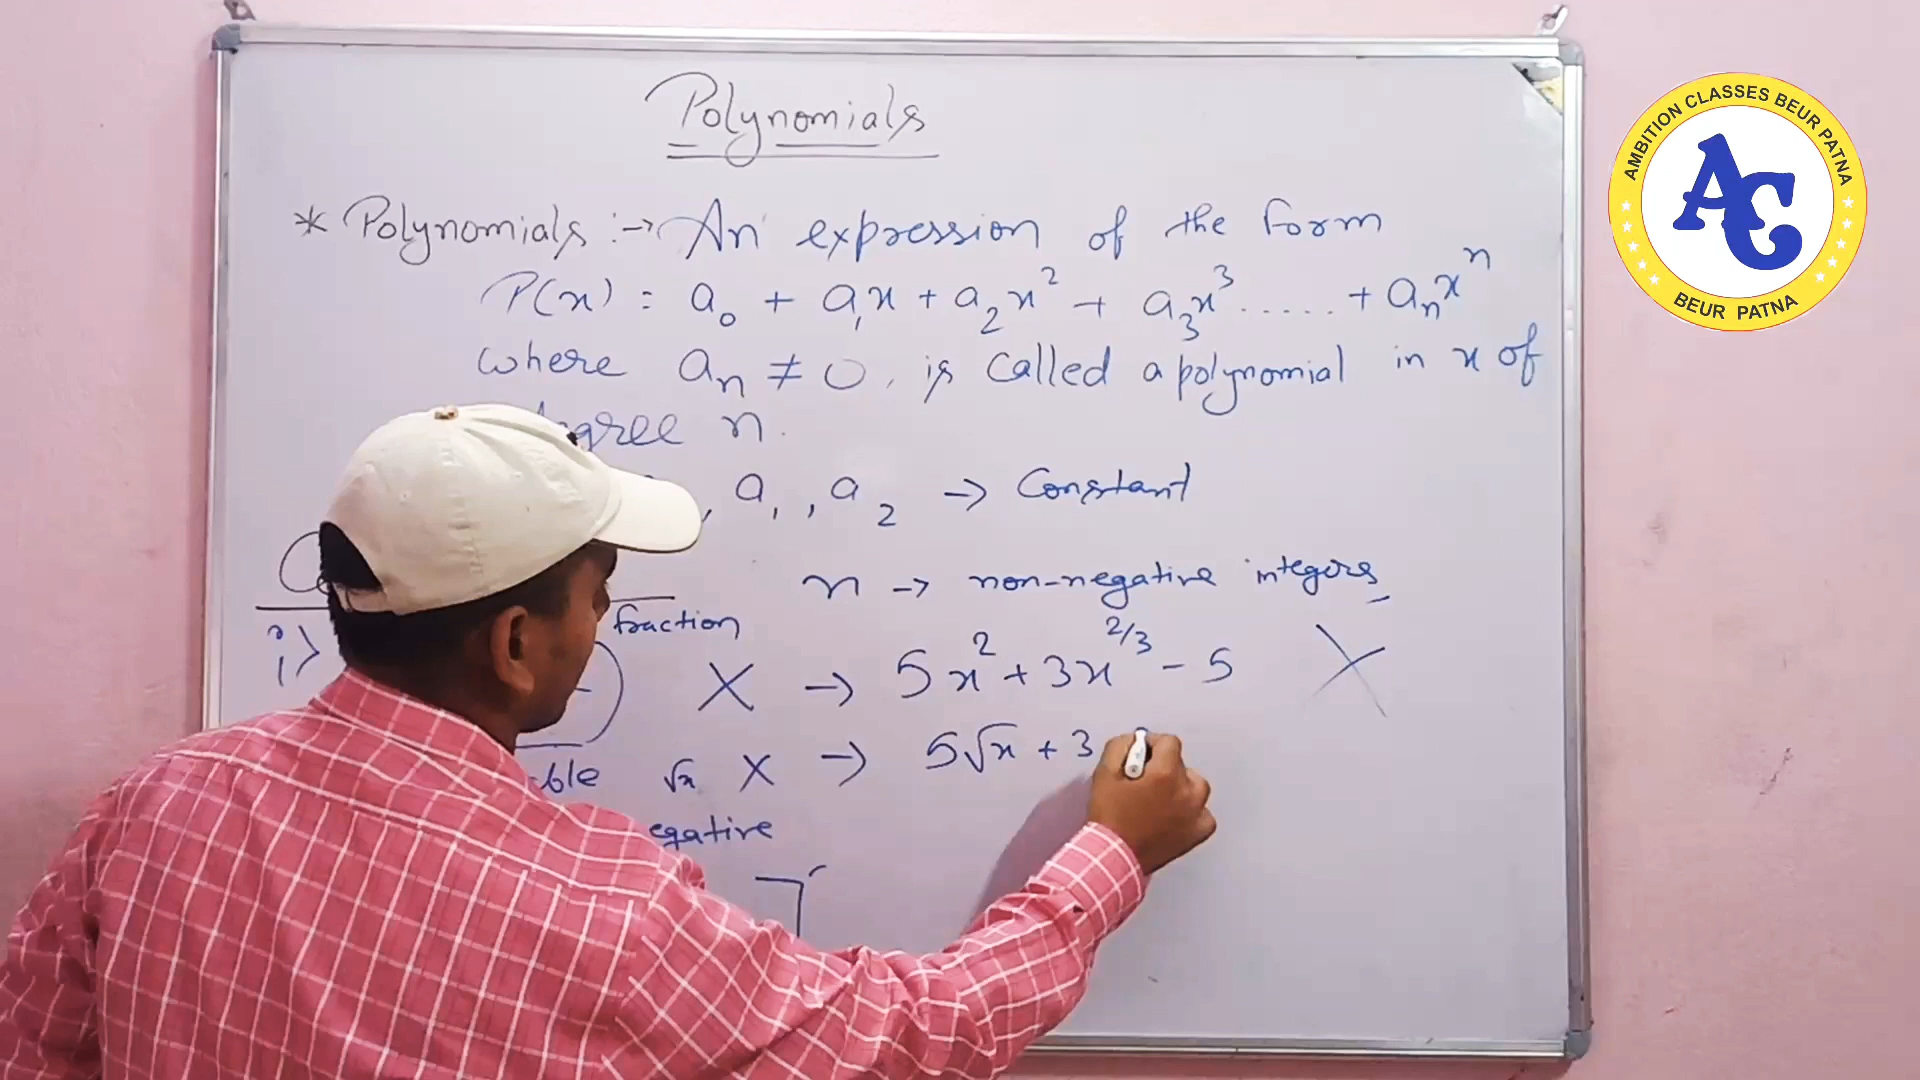 Polynomials
* Polynomials :→ An expression of the form
P(x) = a₀ + a₁x + a₂x² + a₃x³ ...... + aₙxⁿ
where aₙ ≠ 0, is called a polynomial in x of
n.
, a₁, a₂ → Constant
n → non-negative integers
fraction
X → 5x² + 3x^2/3 - 5 X
√x X → 5√x + 3
AMBITION CLASSES BEUR PATNA
AC
BEUR PATNA